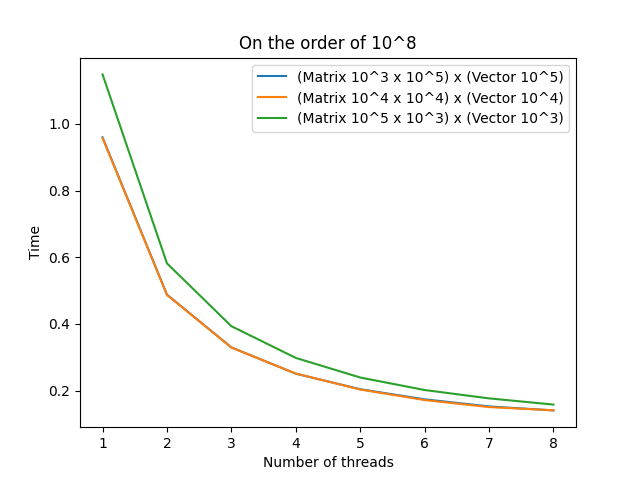 On the order of 10^8
(Matrix 10^3 x 10^5) x (Vector 10^5)
(Matrix 10^4 x 10^4) x (Vector 10^4)
(Matrix 10^5 x 10^3) x (Vector 10^3)
Time
1.0
0.8
0.6
0.4
0.2
1 2 3 4 5 6 7 8
Number of threads